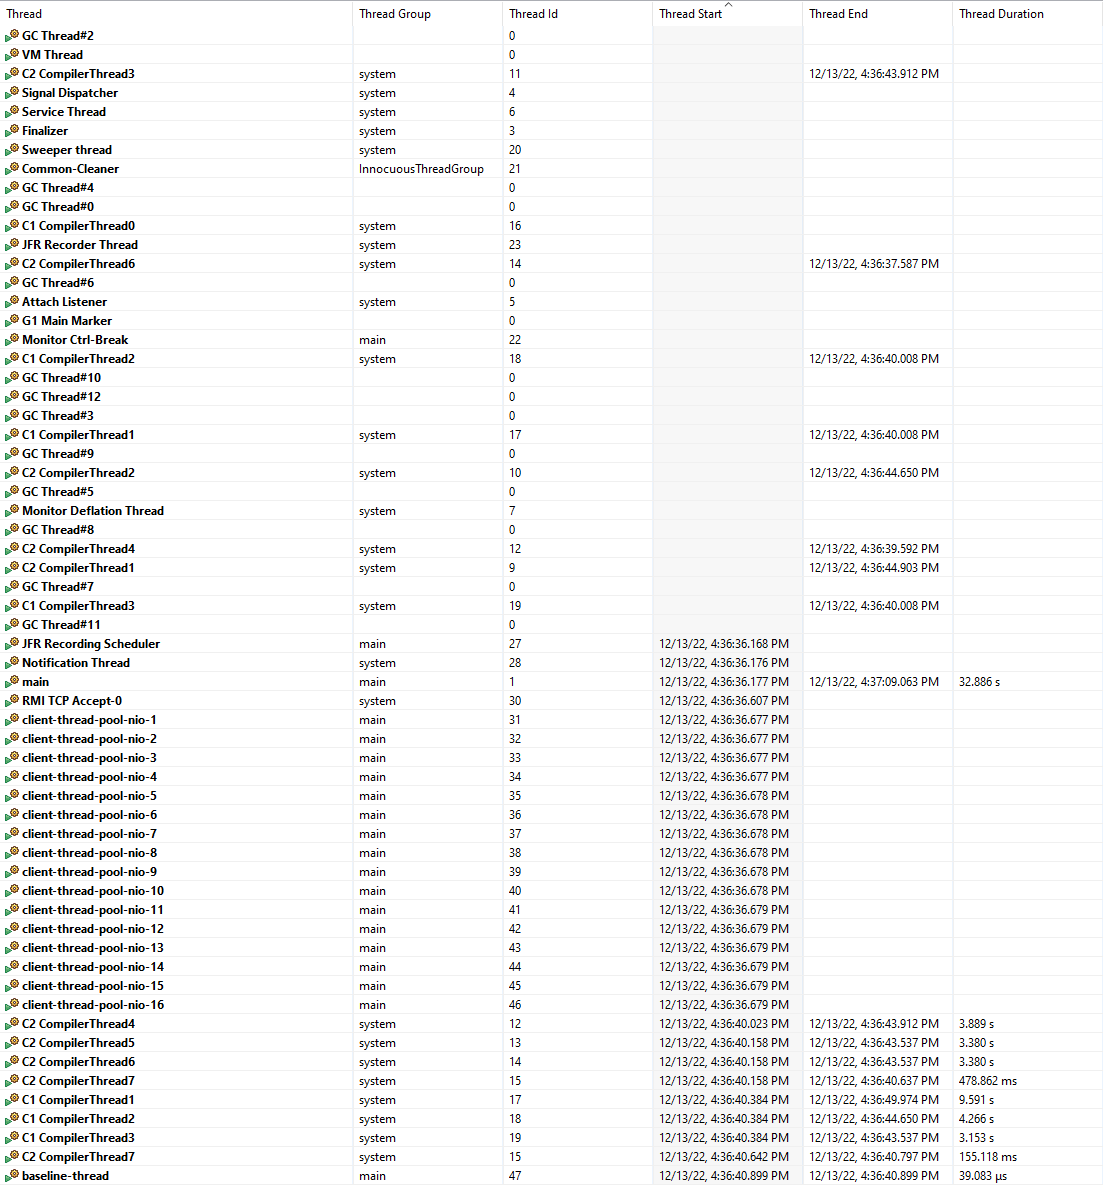 Thread Thread Group Thread Id Thread Start Thread End Thread Duration
GC Thread#2 0
VM Thread 0
C2 CompilerThread3 system 11 12/13/22, 4:36:43.912 PM
Signal Dispatcher system 4
Service Thread system 6
Finalizer system 3
Sweeper thread system 20
Common-Cleaner InnocuousThreadGroup 21
GC Thread#4 0
GC Thread#0 0
C1 CompilerThread0 system 16
JFR Recorder Thread system 23
C2 CompilerThread6 system 14 12/13/22, 4:36:37.587 PM
GC Thread#6 0
Attach Listener system 5
G1 Main Marker 0
Monitor Ctrl-Break main 22
C1 CompilerThread2 system 18 12/13/22, 4:36:40.008 PM
GC Thread#10 0
GC Thread#12 0
GC Thread#3 0
C1 CompilerThread1 system 17 12/13/22, 4:36:40.008 PM
GC Thread#9 0
C2 CompilerThread2 system 10 12/13/22, 4:36:44.650 PM
GC Thread#5 0
Monitor Deflation Thread system 7
GC Thread#8 0
C2 CompilerThread4 system 12 12/13/22, 4:36:39.592 PM
C2 CompilerThread1 system 9 12/13/22, 4:36:44.903 PM
GC Thread#7 0
C1 CompilerThread3 system 19 12/13/22, 4:36:40.008 PM
GC Thread#11 0
JFR Recording Scheduler main 27 12/13/22, 4:36:36.168 PM
Notification Thread system 28 12/13/22, 4:36:36.176 PM
main main 1 12/13/22, 4:36:36.177 PM 12/13/22, 4:37:09.063 PM 32.886 s
RMI TCP Accept-0 system 30 12/13/22, 4:36:36.607 PM
client-thread-pool-nio-1 main 31 12/13/22, 4:36:36.677 PM
client-thread-pool-nio-2 main 32 12/13/22, 4:36:36.677 PM
client-thread-pool-nio-3 main 33 12/13/22, 4:36:36.677 PM
client-thread-pool-nio-4 main 34 12/13/22, 4:36:36.677 PM
client-thread-pool-nio-5 main 35 12/13/22, 4:36:36.678 PM
client-thread-pool-nio-6 main 36 12/13/22, 4:36:36.678 PM
client-thread-pool-nio-7 main 37 12/13/22, 4:36:36.678 PM
client-thread-pool-nio-8 main 38 12/13/22, 4:36:36.678 PM
client-thread-pool-nio-9 main 39 12/13/22, 4:36:36.678 PM
client-thread-pool-nio-10 main 40 12/13/22, 4:36:36.678 PM
client-thread-pool-nio-11 main 41 12/13/22, 4:36:36.679 PM
client-thread-pool-nio-12 main 42 12/13/22, 4:36:36.679 PM
client-thread-pool-nio-13 main 43 12/13/22, 4:36:36.679 PM
client-thread-pool-nio-14 main 44 12/13/22, 4:36:36.679 PM
client-thread-pool-nio-15 main 45 12/13/22, 4:36:36.679 PM
client-thread-pool-nio-16 main 46 12/13/22, 4:36:36.679 PM
C2 CompilerThread4 system 12 12/13/22, 4:36:40.023 PM 12/13/22, 4:36:43.912 PM 3.889 s
C2 CompilerThread5 system 13 12/13/22, 4:36:40.158 PM 12/13/22, 4:36:43.537 PM 3.380 s
C2 CompilerThread6 system 14 12/13/22, 4:36:40.158 PM 12/13/22, 4:36:43.537 PM 3.380 s
C2 CompilerThread7 system 15 12/13/22, 4:36:40.158 PM 12/13/22, 4:36:40.637 PM 478.862 ms
C1 CompilerThread1 system 17 12/13/22, 4:36:40.384 PM 12/13/22, 4:36:49.974 PM 9.591 s
C1 CompilerThread2 system 18 12/13/22, 4:36:40.384 PM 12/13/22, 4:36:44.650 PM 4.266 s
C1 CompilerThread3 system 19 12/13/22, 4:36:40.384 PM 12/13/22, 4:36:43.537 PM 3.153 s
C2 CompilerThread7 system 15 12/13/22, 4:36:40.642 PM 12/13/22, 4:36:40.797 PM 155.118 ms
baseline-thread main 47 12/13/22, 4:36:40.899 PM 12/13/22, 4:36:40.899 PM 39.083 µs